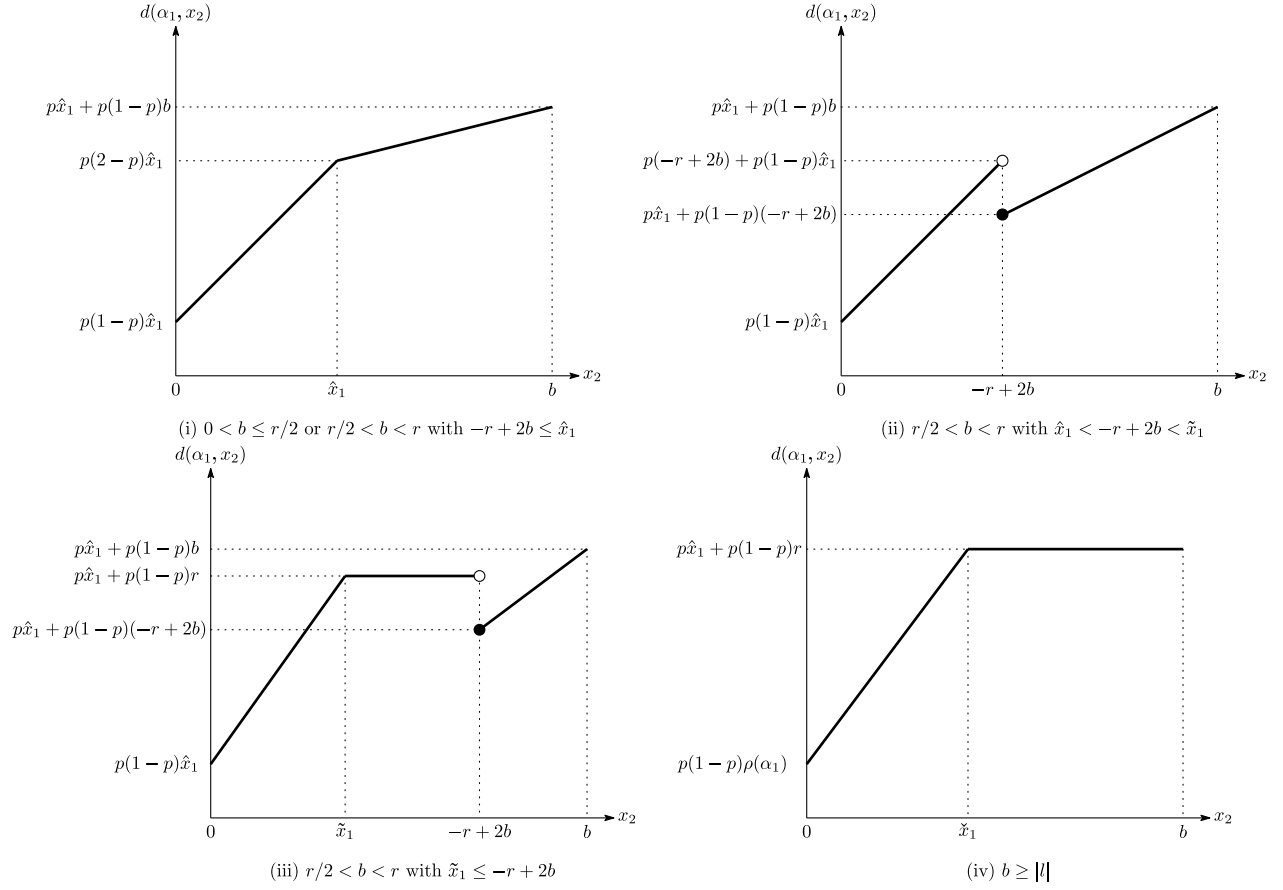 d(α₁, x₂)
px̂₁ + p(1 − p)b
p(2 − p)x̂₁
p(1 − p)x̂₁
0
x̂₁
b
x₂
(i) 0 < b ≤ r/2 or r/2 < b < r with −r + 2b ≤ x̂₁
d(α₁, x₂)
px̂₁ + p(1 − p)b
p(−r + 2b) + p(1 − p)x̂₁
px̂₁ + p(1 − p)(−r + 2b)
p(1 − p)x̂₁
0
−r + 2b
b
x₂
(ii) r/2 < b < r with x̂₁ < −r + 2b < x̃₁
d(α₁, x₂)
px̂₁ + p(1 − p)b
px̂₁ + p(1 − p)r
px̂₁ + p(1 − p)(−r + 2b)
p(1 − p)x̂₁
0
x̃₁
−r + 2b
b
x₂
(iii) r/2 < b < r with x̃₁ ≤ −r + 2b
d(α₁, x₂)
px̂₁ + p(1 − p)r
p(1 − p)ρ(α₁)
0
x̌₁
b
x₂
(iv) b ≥ |l|